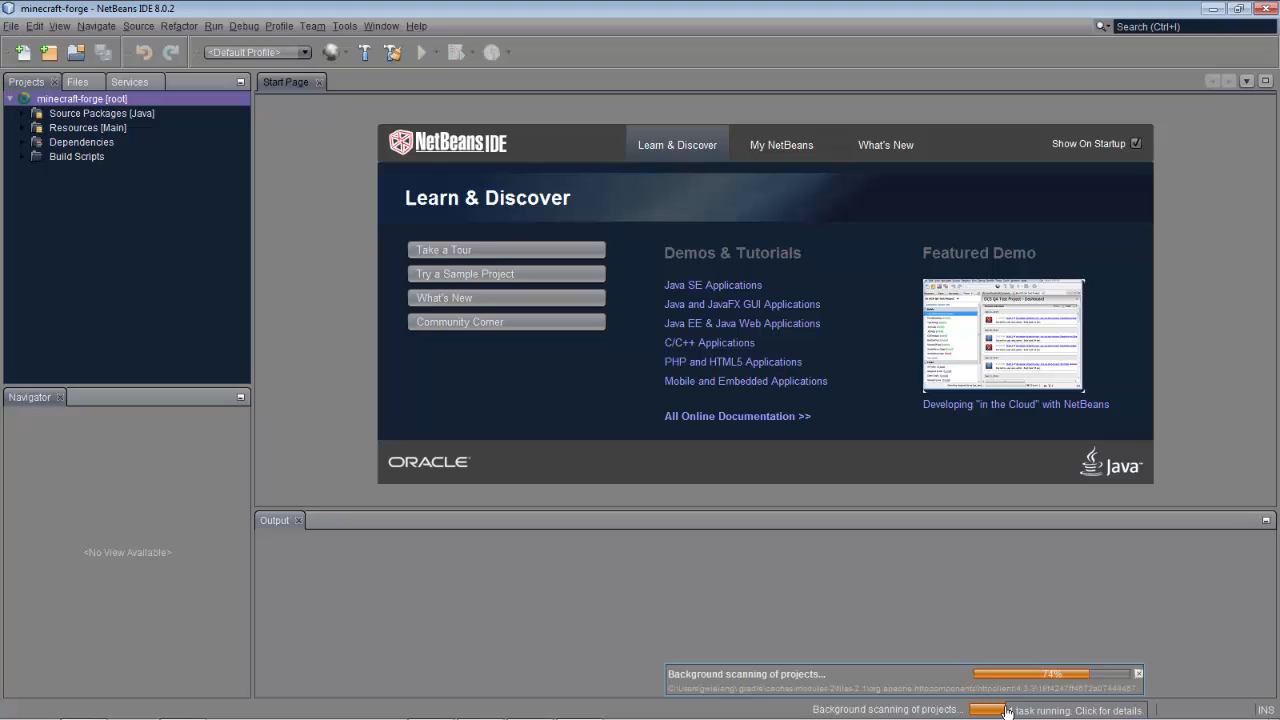 minecraft-forge - NetBeans IDE 8.0.2
File Edit View Navigate Source Refactor Run Debug Profile Team Tools Window Help
Search (Ctrl+I)
<Default Profile>
Projects Files Services
Start Page
minecraft-forge [root]
Source Packages [Java]
Resources [Main]
Dependencies
Build Scripts
NetBeans IDE
Learn & Discover
My NetBeans
What's New
Show On Startup
Learn & Discover
Take a Tour
Try a Sample Project
What's New
Community Corner
Demos & Tutorials
Java SE Applications
Java and JavaFX GUI Applications
Java EE & Java Web Applications
C/C++ Applications
PHP and HTML5 Applications
Mobile and Embedded Applications
All Online Documentation >>
Featured Demo
Developing "in the Cloud" with NetBeans
ORACLE
Java
Navigator
<No View Available>
Output
Background scanning of projects...
74%
Background scanning of projects...
task running. Click for details.
INS